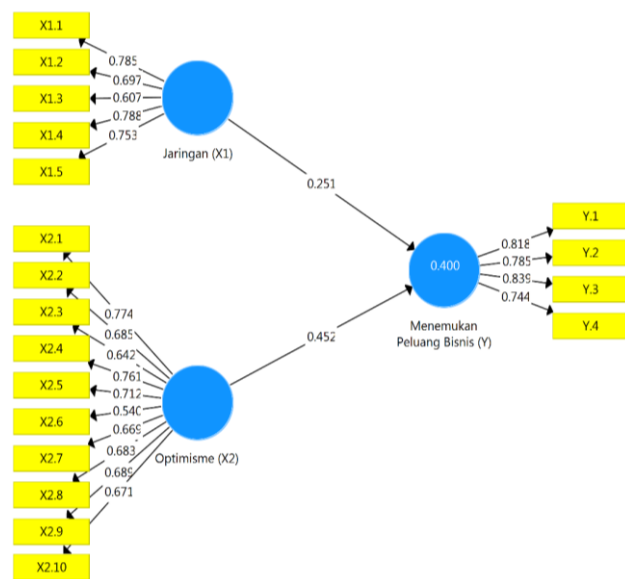 X1.1
X1.2
X1.3
X1.4
X1.5
0.785
0.697
0.607
0.788
0.753
Jaringan (X1)
0.251
X2.1
X2.2
X2.3
X2.4
X2.5
X2.6
X2.7
X2.8
X2.9
X2.10
0.774
0.685
0.642
0.761
0.712
0.540
0.669
0.683
0.689
0.671
Optimisme (X2)
0.452
0.400
Menemukan
Peluang Bisnis (Y)
0.818
0.785
0.839
0.744
Y.1
Y.2
Y.3
Y.4